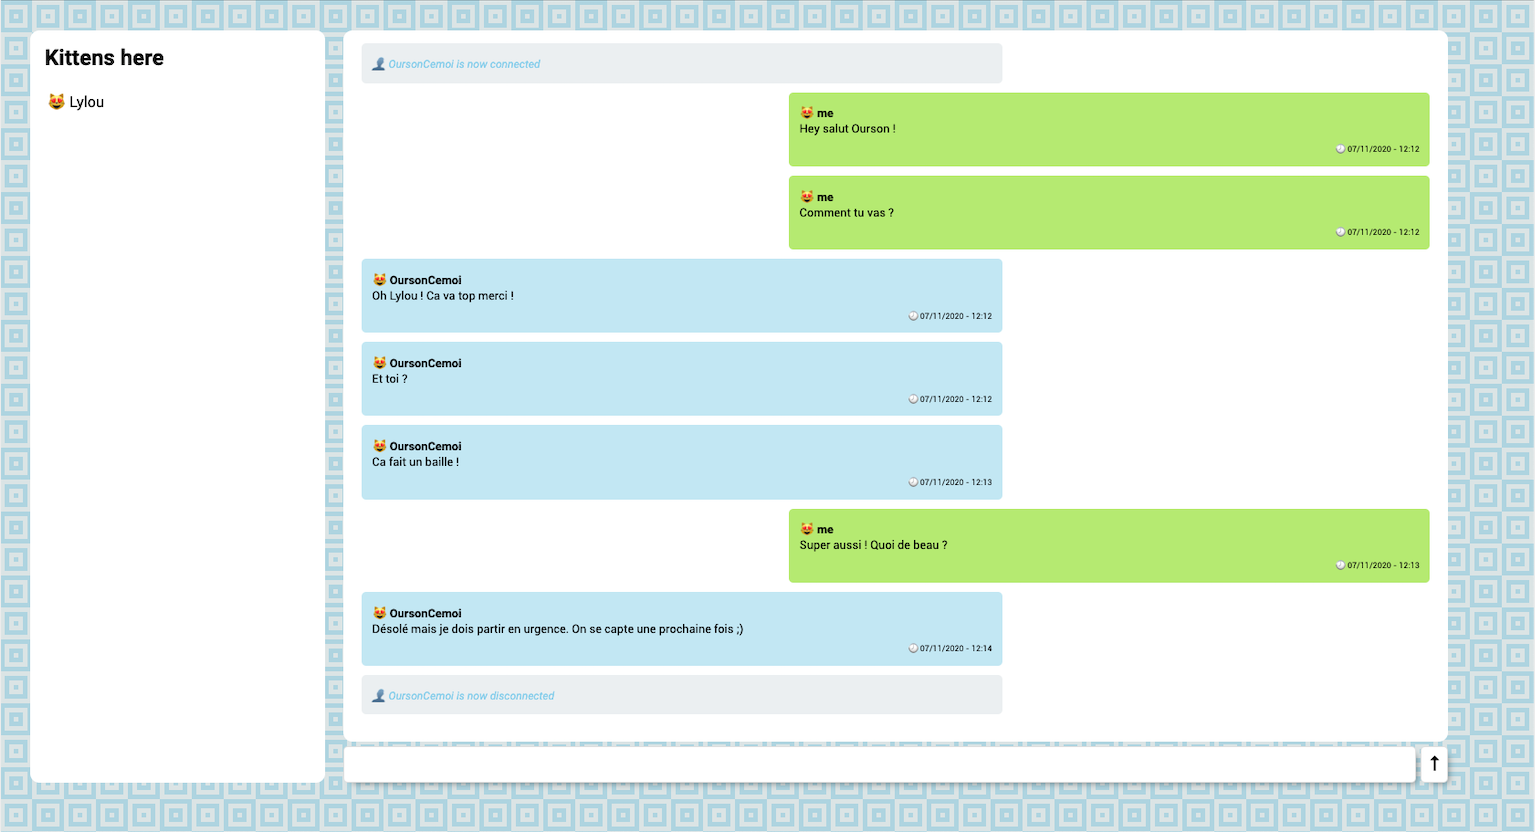 Kittens here
😻 Lylou
👤 OursonCemoi is now connected
😻 me
Hey salut Ourson !
🕗 07/11/2020 - 12:12
😻 me
Comment tu vas ?
🕗 07/11/2020 - 12:12
😻 OursonCemoi
Oh Lylou ! Ca va top merci !
🕗 07/11/2020 - 12:12
😻 OursonCemoi
Et toi ?
🕗 07/11/2020 - 12:12
😻 OursonCemoi
Ca fait un baille !
🕗 07/11/2020 - 12:13
😻 me
Super aussi ! Quoi de beau ?
🕗 07/11/2020 - 12:13
😻 OursonCemoi
Désolé mais je dois partir en urgence. On se capte une prochaine fois ;)
🕗 07/11/2020 - 12:14
👤 OursonCemoi is now disconnected
↑